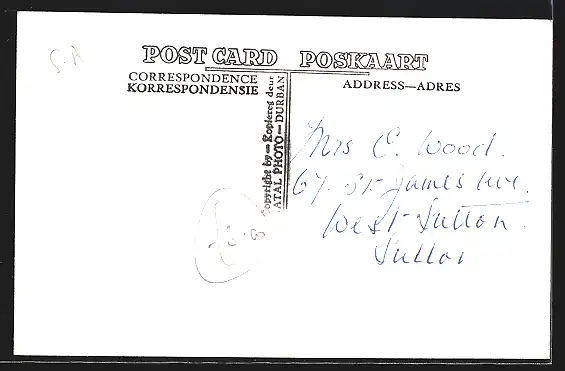 S.A
POST CARD POSKAART
CORRESPONDENCE
KORRESPONDENSIE
ADDRESS—ADRES
Copyright by — Kopiereg deur
NATAL PHOTO — DURBAN
Mrs C. Wood.
67. St James Ave.
West Sutton.
Sutton